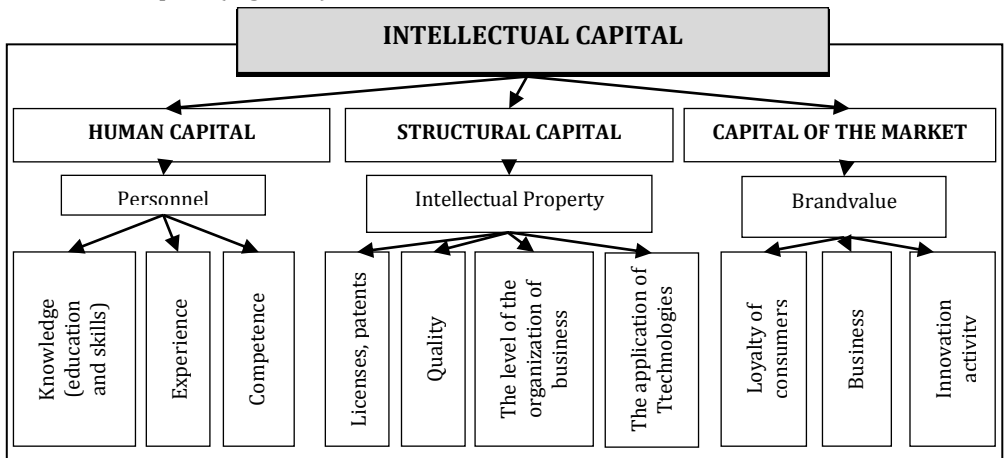 INTELLECTUAL CAPITAL
HUMAN CAPITAL
STRUCTURAL CAPITAL
CAPITAL OF THE MARKET
Personnel
Intellectual Property
Brandvalue
Knowledge
(education
and skills)
Experience
Competence
Licenses, patents
Quality
The level of the
organization of
business
The application of
Ttechnologies
Loyalty of
consumers
Business
Innovation
activity